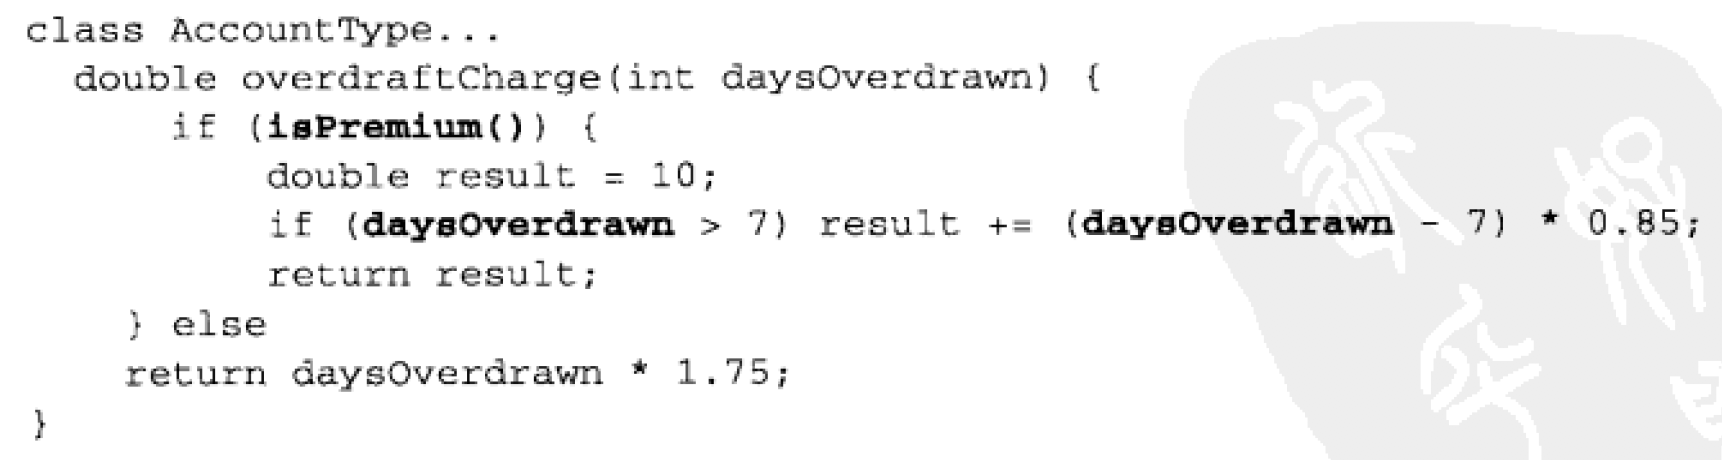 class AccountType...
double overdraftCharge(int daysOverdrawn) {
if (isPremium()) {
double result = 10;
if (daysOverdrawn > 7) result += (daysOverdrawn - 7) * 0.85;
return result;
} else
return daysOverdrawn * 1.75;
}